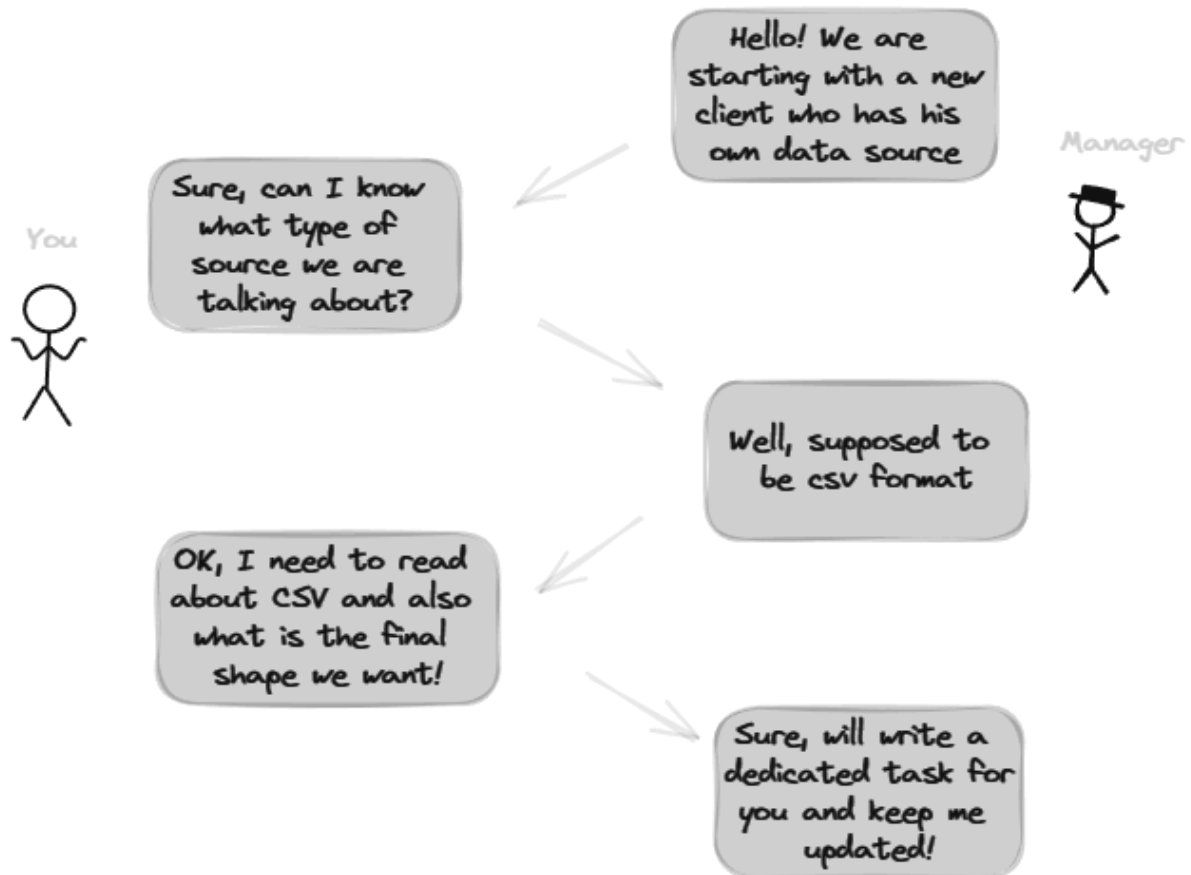 Hello! We are
starting with a new
client who has his
own data source
Manager
Sure, can I know
what type of
source we are
talking about?
You
Well, supposed to
be csv format
OK, I need to read
about CSV and also
what is the final
shape we want!
Sure, will write a
dedicated task for
you and keep me
updated!